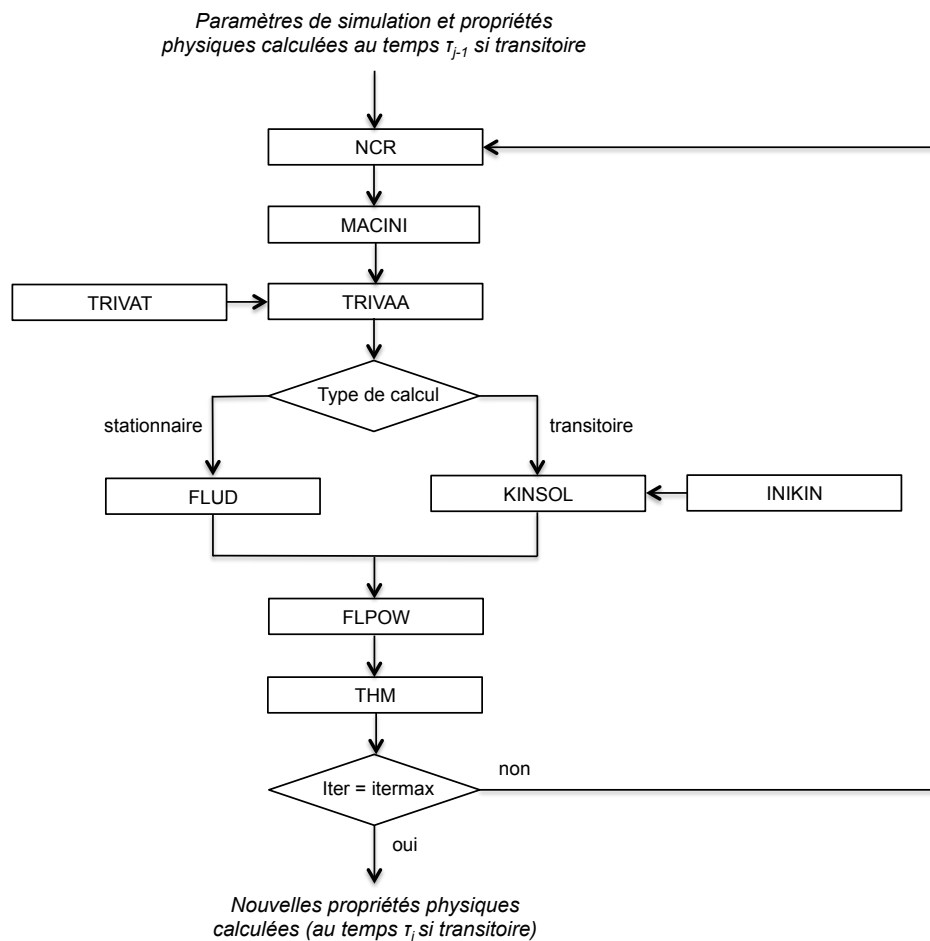 Paramètres de simulation et propriétés
physiques calculées au temps τj-1 si transitoire
NCR
MACINI
TRIVAT
TRIVAA
Type de calcul
stationnaire
transitoire
FLUD
KINSOL
INIKIN
FLPOW
THM
Iter = itermax
non
oui
Nouvelles propriétés physiques
calculées (au temps τi si transitoire)